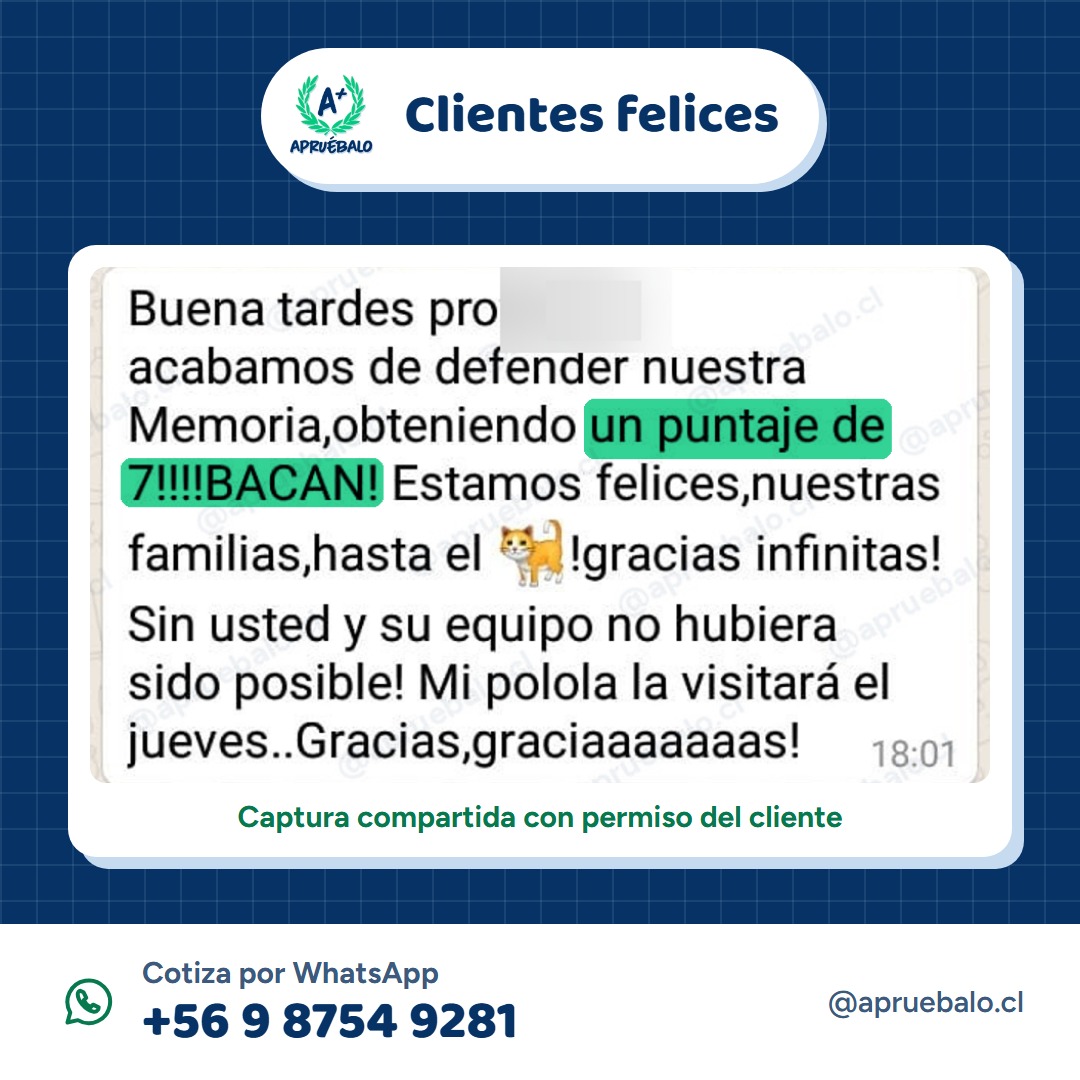 A+
APRUÉBALO
Clientes felices
Buena tardes pro
acabamos de defender nuestra
Memoria,obteniendo un puntaje de
7!!!!BACAN! Estamos felices,nuestras
familias,hasta el 🐈!gracias infinitas!
Sin usted y su equipo no hubiera
sido posible! Mi polola la visitará el
jueves..Gracias,graciaaaaaaas!
18:01
Captura compartida con permiso del cliente
Cotiza por WhatsApp
+56 9 8754 9281
@apruebalo.cl